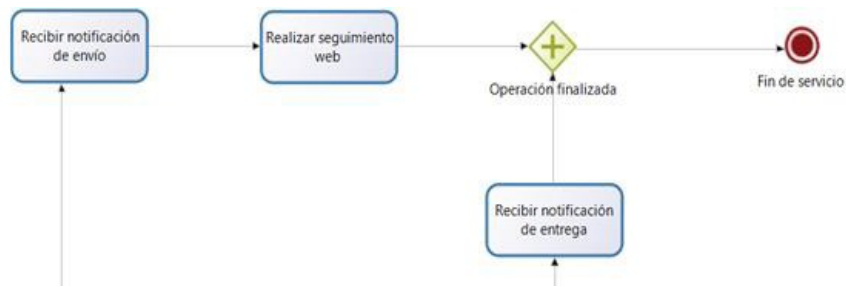 Recibir notificación
de envío
Realizar seguimiento
web
Operación finalizada
Fin de servicio
Recibir notificación
de entrega